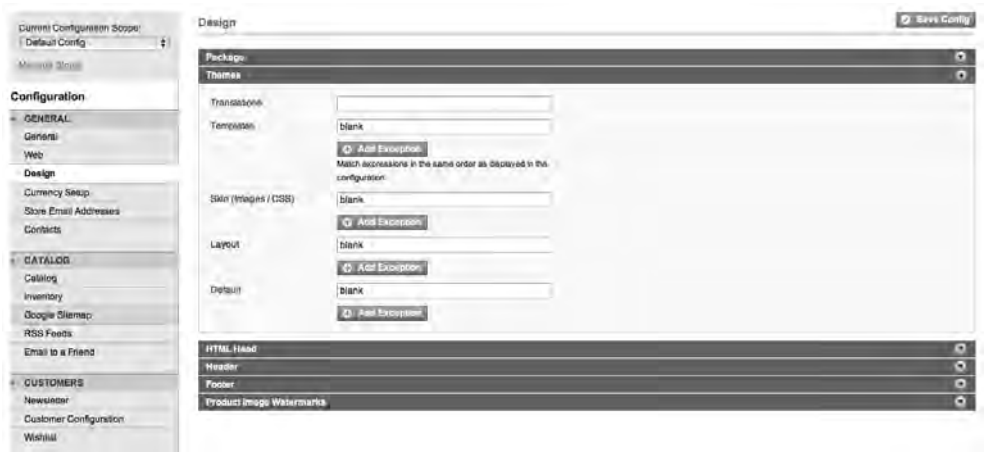 Current Configuration Scope:
Default Config
Manage Stores
Configuration
GENERAL
General
Web
Design
Currency Setup
Store Email Addresses
Contacts
CATALOG
Catalog
Inventory
Google Sitemap
RSS Feeds
Email to a Friend
CUSTOMERS
Newsletter
Customer Configuration
Wishlist
Design
Save Config
Package
Themes
Translations
Templates
blank
Add Exception
Match expressions in the same order as displayed in the
configuration.
Skin (Images / CSS)
blank
Add Exception
Layout
blank
Add Exception
Default
blank
Add Exception
HTML Head
Header
Footer
Product Image Watermarks